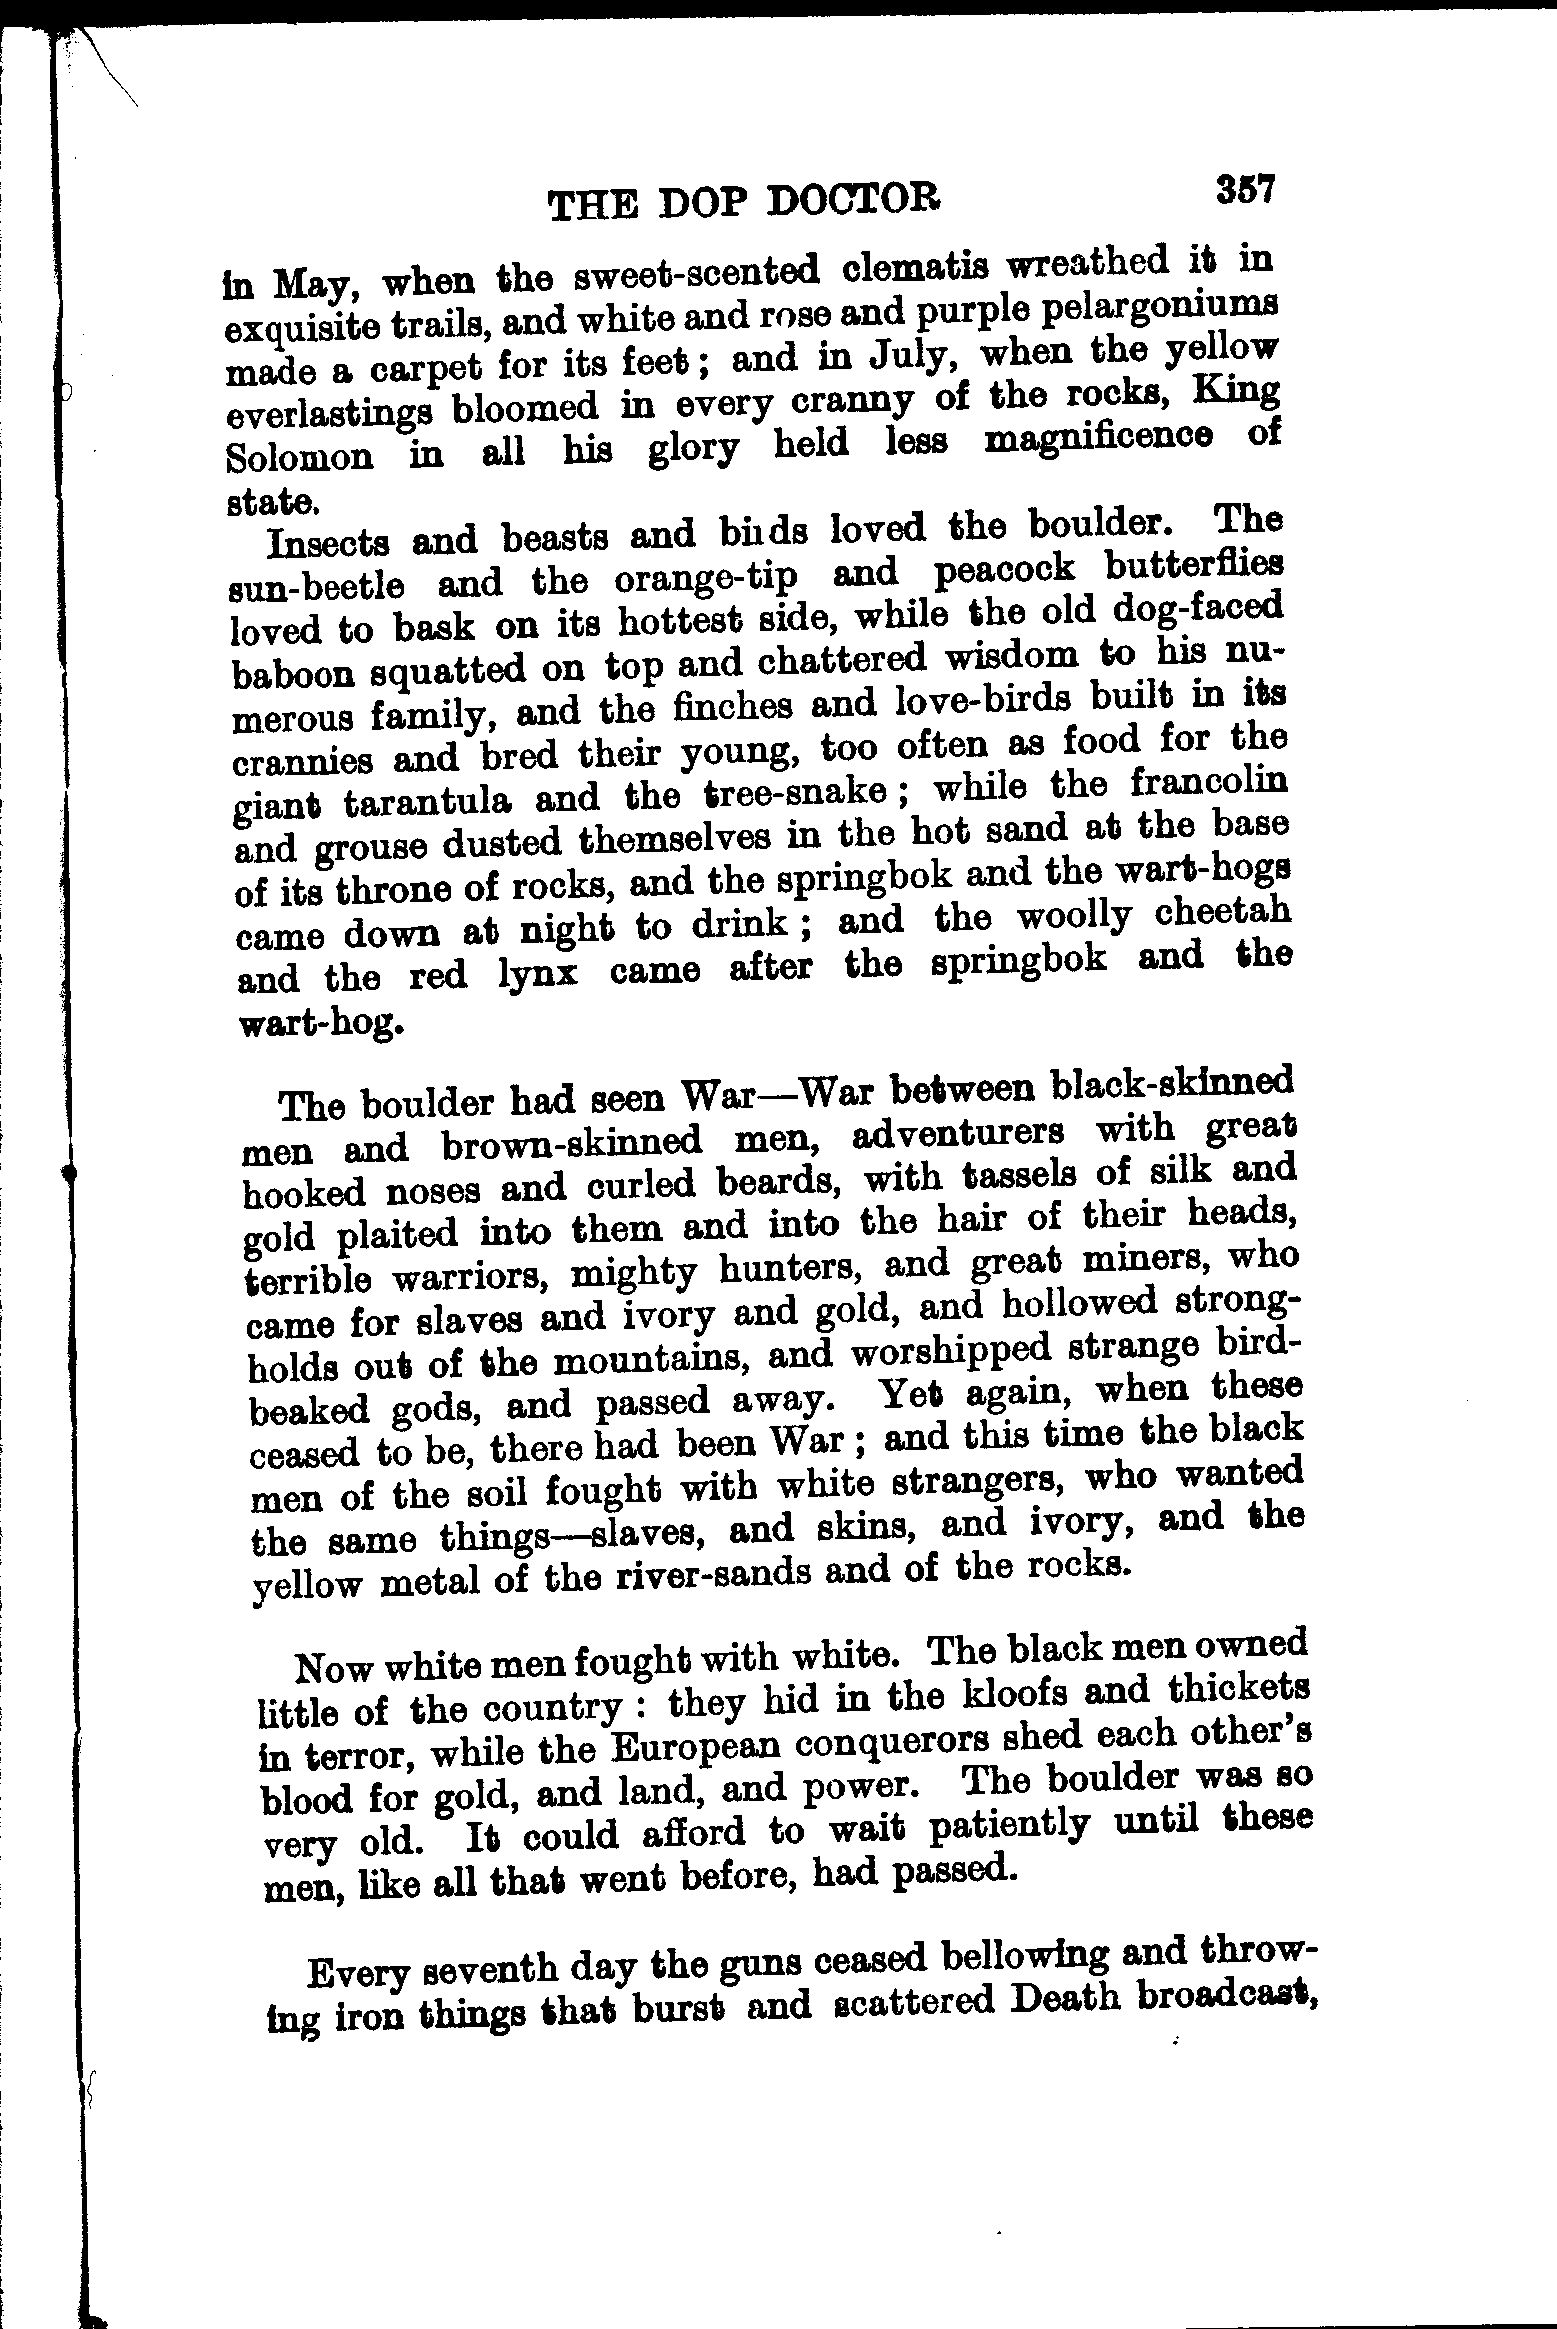 THE DOP DOCTOR 357
in May, when the sweet-scented clematis wreathed it in
exquisite trails, and white and rose and purple pelargoniums
made a carpet for its feet ; and in July, when the yellow
everlastings bloomed in every cranny of the rocks, King
Solomon in all his glory held less magnificence of
state.
Insects and beasts and birds loved the boulder. The
sun-beetle and the orange-tip and peacock butterflies
loved to bask on its hottest side, while the old dog-faced
baboon squatted on top and chattered wisdom to his nu-
merous family, and the finches and love-birds built in its
crannies and bred their young, too often as food for the
giant tarantula and the tree-snake ; while the francolin
and grouse dusted themselves in the hot sand at the base
of its throne of rocks, and the springbok and the wart-hogs
came down at night to drink ; and the woolly cheetah
and the red lynx came after the springbok and the
wart-hog.
The boulder had seen War—War between black-skinned
men and brown-skinned men, adventurers with great
hooked noses and curled beards, with tassels of silk and
gold plaited into them and into the hair of their heads,
terrible warriors, mighty hunters, and great miners, who
came for slaves and ivory and gold, and hollowed strong-
holds out of the mountains, and worshipped strange bird-
beaked gods, and passed away. Yet again, when these
ceased to be, there had been War ; and this time the black
men of the soil fought with white strangers, who wanted
the same things—slaves, and skins, and ivory, and the
yellow metal of the river-sands and of the rocks.
Now white men fought with white. The black men owned
little of the country : they hid in the kloofs and thickets
in terror, while the European conquerors shed each other's
blood for gold, and land, and power. The boulder was so
very old. It could afford to wait patiently until these
men, like all that went before, had passed.
Every seventh day the guns ceased bellowing and throw-
ing iron things that burst and scattered Death broadcast,